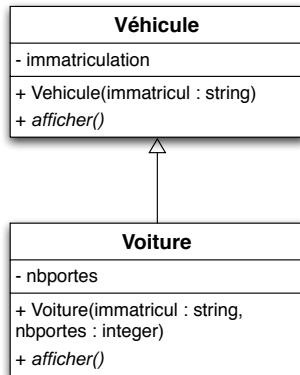 Véhicule
- immatriculation
+ Vehicule(immatricul : string)
+ afficher()
Voiture
- nbportes
+ Voiture(immatricul : string,
nbportes : integer)
+ afficher()